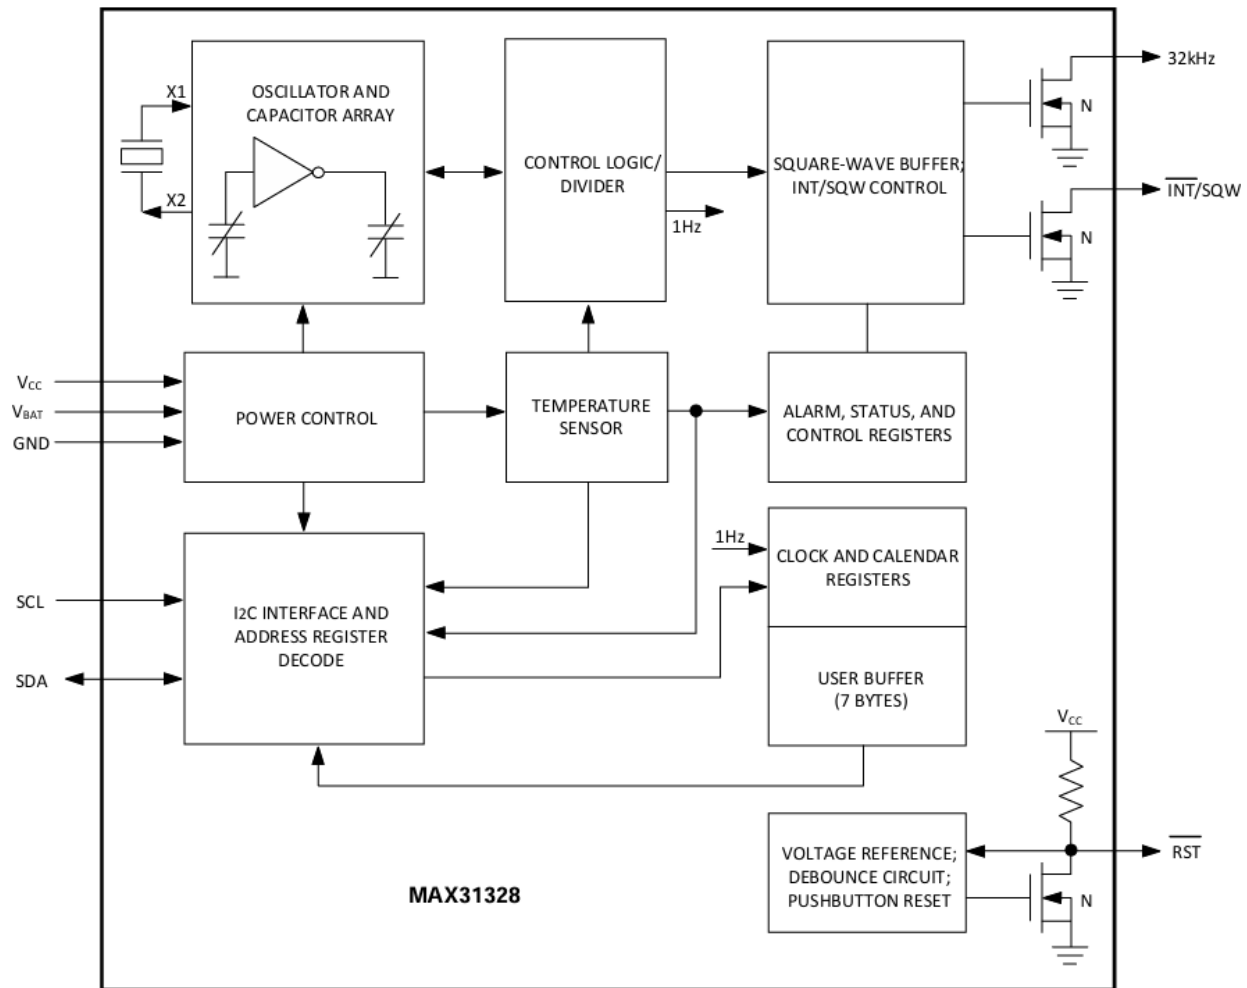 32kHz
OSCILLATOR AND
CAPACITOR ARRAY
X1
N
CONTROL LOGIC/
DIVIDER
SQUARE-WAVE BUFFER;
INT/SQW CONTROL
INT/SQW
X2
1Hz
N
VCC
VBAT
GND
POWER CONTROL
TEMPERATURE
SENSOR
ALARM, STATUS, AND
CONTROL REGISTERS
1Hz
CLOCK AND CALENDAR
REGISTERS
SCL
SDA
I2C INTERFACE AND
ADDRESS REGISTER
DECODE
USER BUFFER
(7 BYTES)
VCC
VOLTAGE REFERENCE;
DEBOUNCE CIRCUIT;
PUSHBUTTON RESET
RST
N
MAX31328